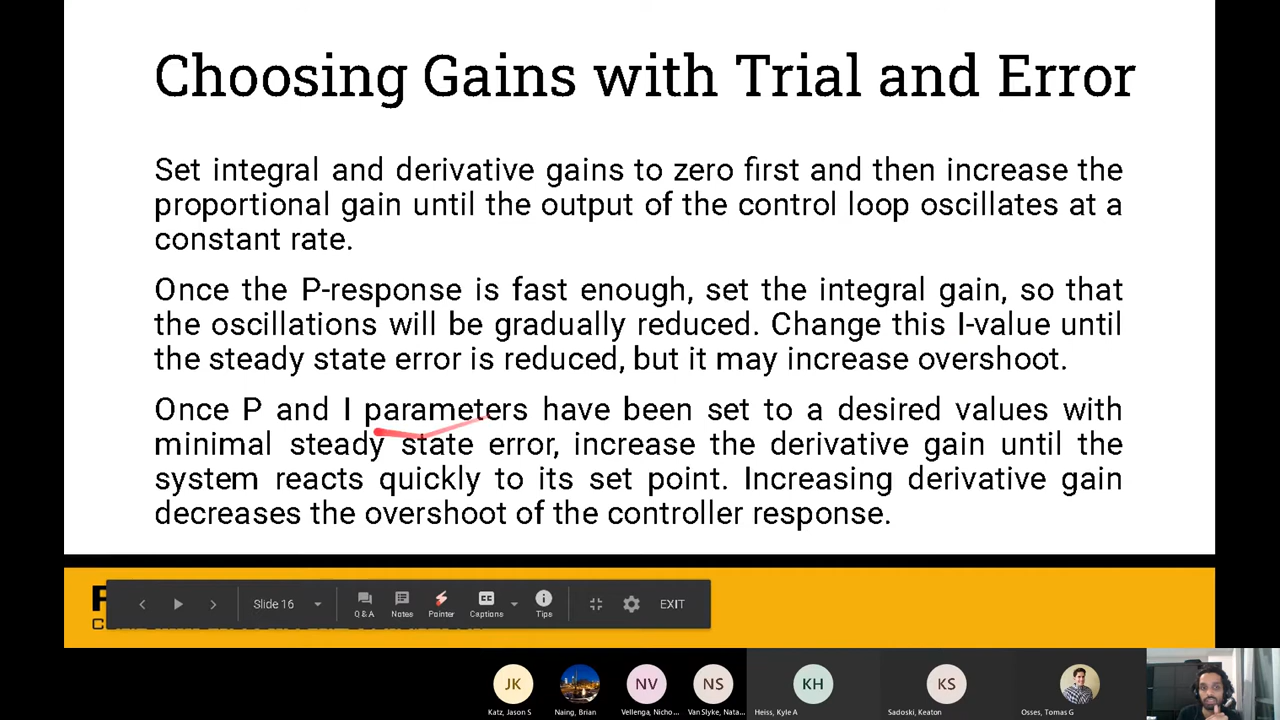 Choosing Gains with Trial and Error
Set integral and derivative gains to zero first and then increase the
proportional gain until the output of the control loop oscillates at a
constant rate.
Once the P-response is fast enough, set the integral gain, so that
the oscillations will be gradually reduced. Change this I-value until
the steady state error is reduced, but it may increase overshoot.
Once P and I parameters have been set to a desired values with
minimal steady state error, increase the derivative gain until the
system reacts quickly to its set point. Increasing derivative gain
decreases the overshoot of the controller response.
Slide 16
Q & A
Notes
Pointer
Captions
Tips
EXIT
JK
NV
NS
KH
KS
Katz, Jason S
Naing, Brian
Vellenga, Nicho ...
Van Slyke, Nata...
Heiss, Kyle A
Sadoski, Keaton
Osses, Tomas G